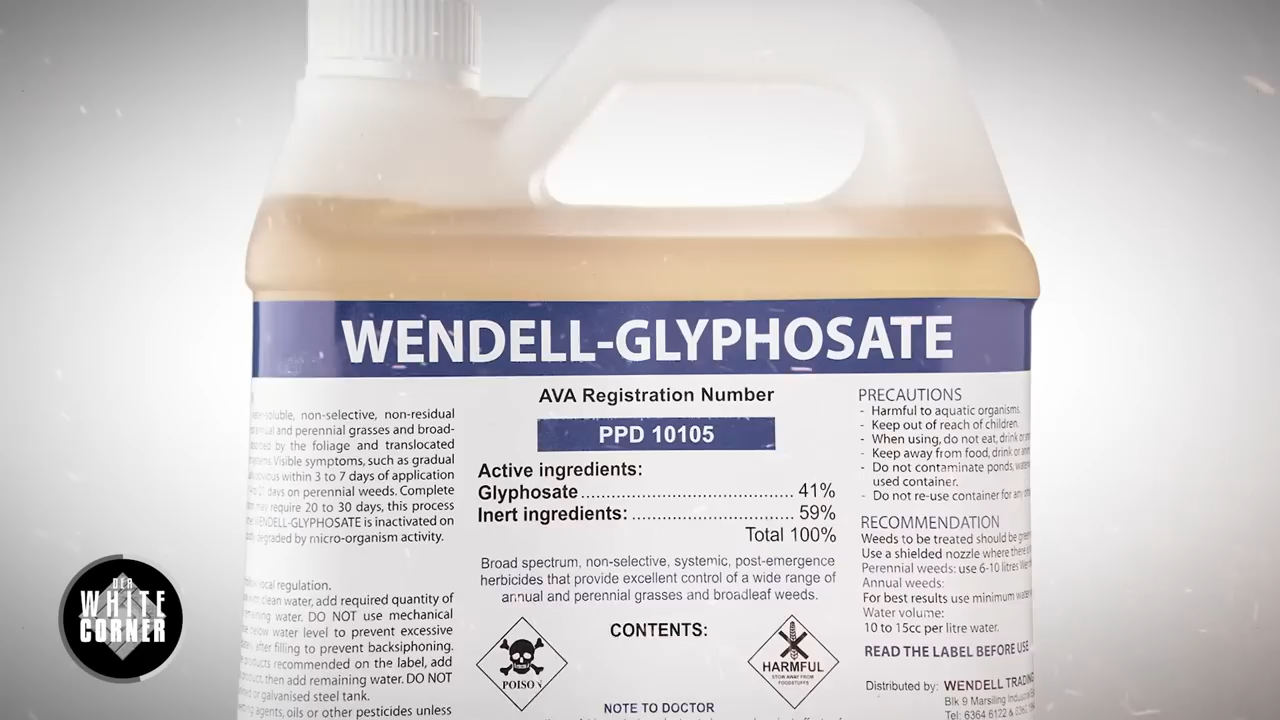 WENDELL-GLYPHOSATE
non-selective, non-residual
and perennial grasses and broad-
by the foliage and translocated
Visible symptoms, such as gradual
within 3 to 7 days of application
days on perennial weeds. Complete
require 20 to 30 days, this process
WENDELL-GLYPHOSATE is inactivated on
degraded by micro-organism activity.
local regulation.
clean water, add required quantity of
water. DO NOT use mechanical
below water level to prevent excessive
after filling to prevent backsiphoning.
products recommended on the label, add
then add remaining water. DO NOT
or galvanised steel tank.
agents, oils or other pesticides unless
AVA Registration Number
PPD 10105
Active ingredients:
Glyphosate........................................ 41%
Inert ingredients: ............................. 59%
Total 100%
Broad spectrum, non-selective, systemic, post-emergence
herbicides that provide excellent control of a wide range of
annual and perennial grasses and broadleaf weeds.
CONTENTS:
POISON
HARMFUL
STOW AWAY FROM
FOODSTUFFS
NOTE TO DOCTOR
PRECAUTIONS
- Harmful to aquatic organisms.
- Keep out of reach of children.
- When using, do not eat, drink or
- Keep away from food, drink or
- Do not contaminate ponds,
used container.
- Do not re-use container for any
RECOMMENDATION
Weeds to be treated should be
Use a shielded nozzle where there
Perennial weeds: use 6-10 litres
Annual weeds:
For best results use minimum
Water volume:
10 to 15cc per litre water.
READ THE LABEL BEFORE USE
Distributed by: WENDELL TRADING
Blk 9 Marsiling
Tel: 6364 6122 &
DER
WHITE
CORNER